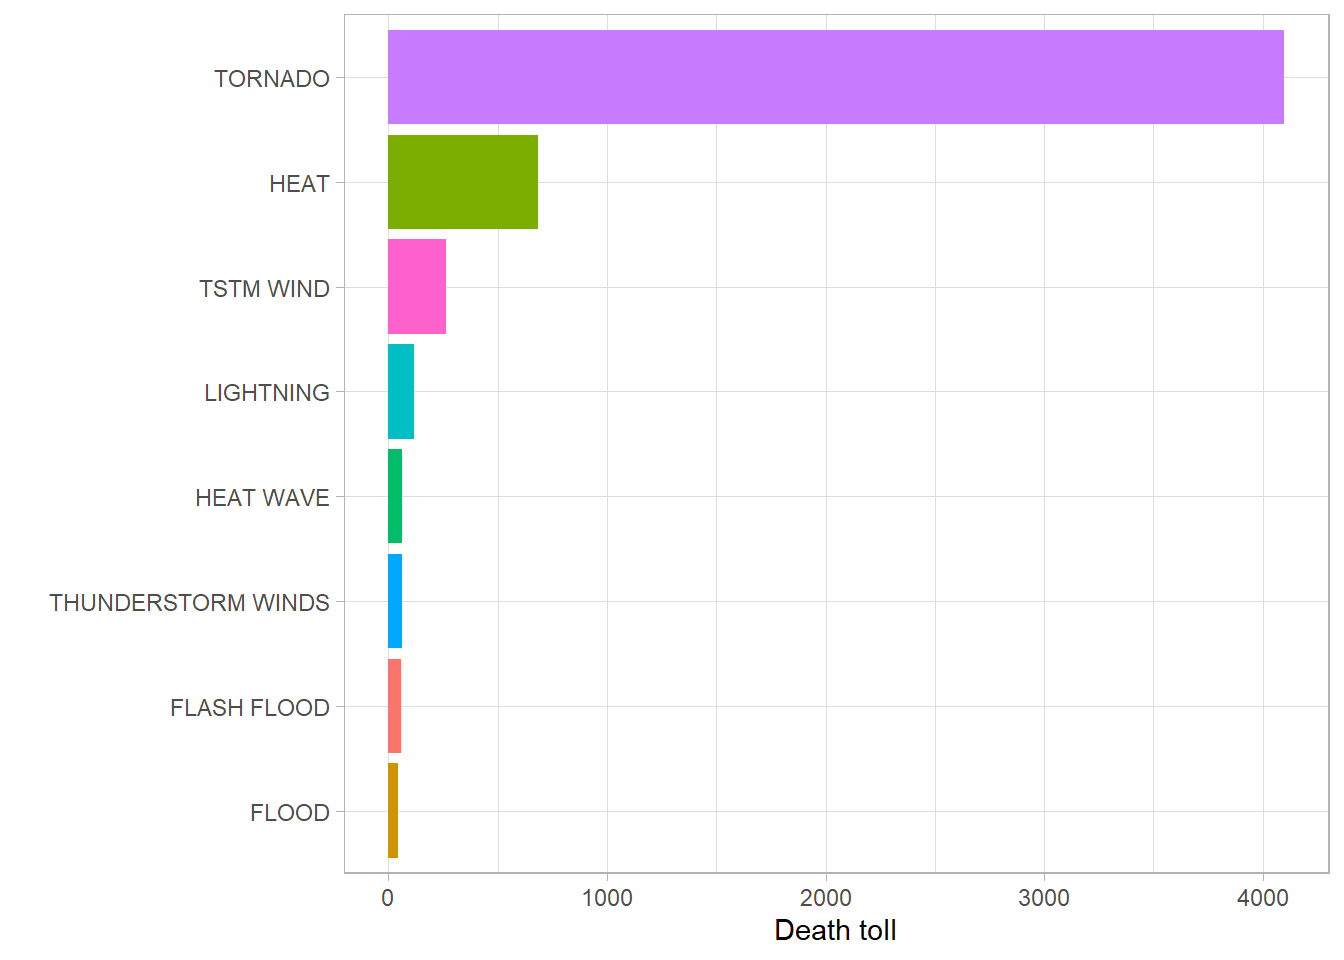 TORNADO
HEAT
TSTM WIND
LIGHTNING
HEAT WAVE
THUNDERSTORM WINDS
FLASH FLOOD
FLOOD
0 1000 2000 3000 4000
Death toll